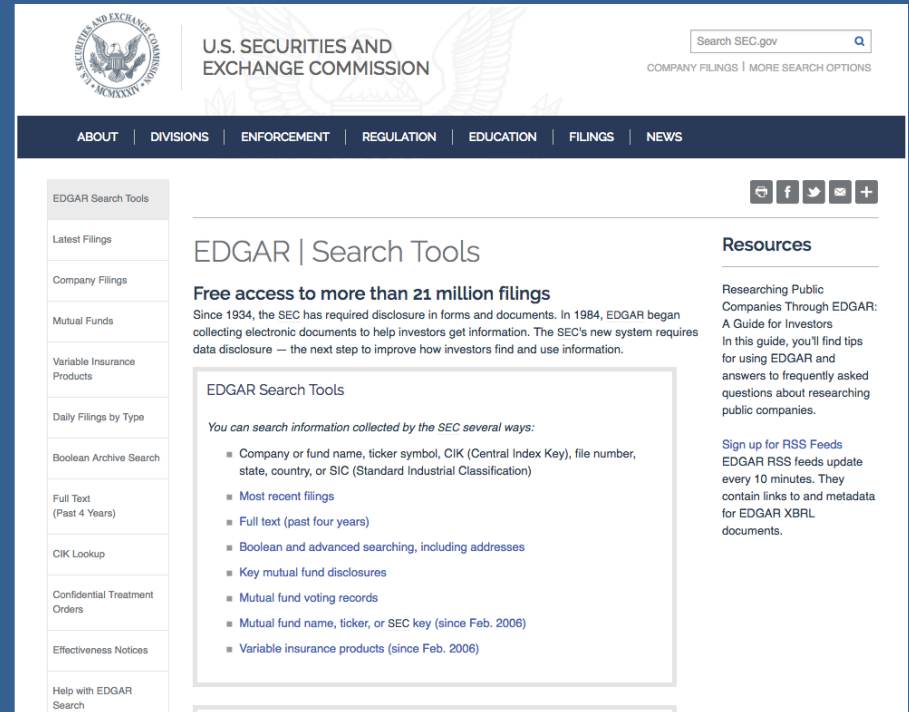 U.S. SECURITIES AND EXCHANGE COMMISSION
MCMXXXIV
U.S. SECURITIES AND
EXCHANGE COMMISSION
Search SEC.gov
COMPANY FILINGS | MORE SEARCH OPTIONS
ABOUT | DIVISIONS | ENFORCEMENT | REGULATION | EDUCATION | FILINGS | NEWS
EDGAR Search Tools
Latest Filings
Company Filings
Mutual Funds
Variable Insurance
Products
Daily Filings by Type
Boolean Archive Search
Full Text
(Past 4 Years)
CIK Lookup
Confidential Treatment
Orders
Effectiveness Notices
Help with EDGAR
Search
EDGAR | Search Tools
Free access to more than 21 million filings
Since 1934, the SEC has required disclosure in forms and documents. In 1984, EDGAR began
collecting electronic documents to help investors get information. The SEC's new system requires
data disclosure — the next step to improve how investors find and use information.
EDGAR Search Tools
You can search information collected by the SEC several ways:
Company or fund name, ticker symbol, CIK (Central Index Key), file number,
state, country, or SIC (Standard Industrial Classification)
Most recent filings
Full text (past four years)
Boolean and advanced searching, including addresses
Key mutual fund disclosures
Mutual fund voting records
Mutual fund name, ticker, or SEC key (since Feb. 2006)
Variable insurance products (since Feb. 2006)
Resources
Researching Public
Companies Through EDGAR:
A Guide for Investors
In this guide, you'll find tips
for using EDGAR and
answers to frequently asked
questions about researching
public companies.
Sign up for RSS Feeds
EDGAR RSS feeds update
every 10 minutes. They
contain links to and metadata
for EDGAR XBRL
documents.